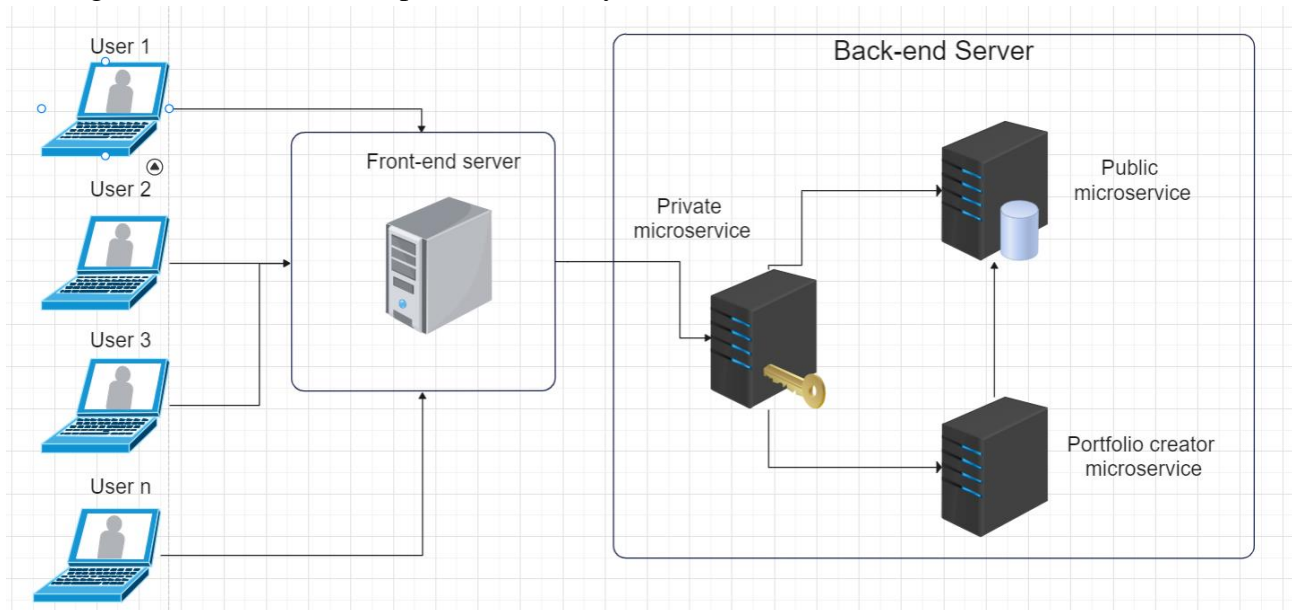 User 1
User 2
User 3
User n
Front-end server
Back-end Server
Private
microservice
Public
microservice
Portfolio creator
microservice